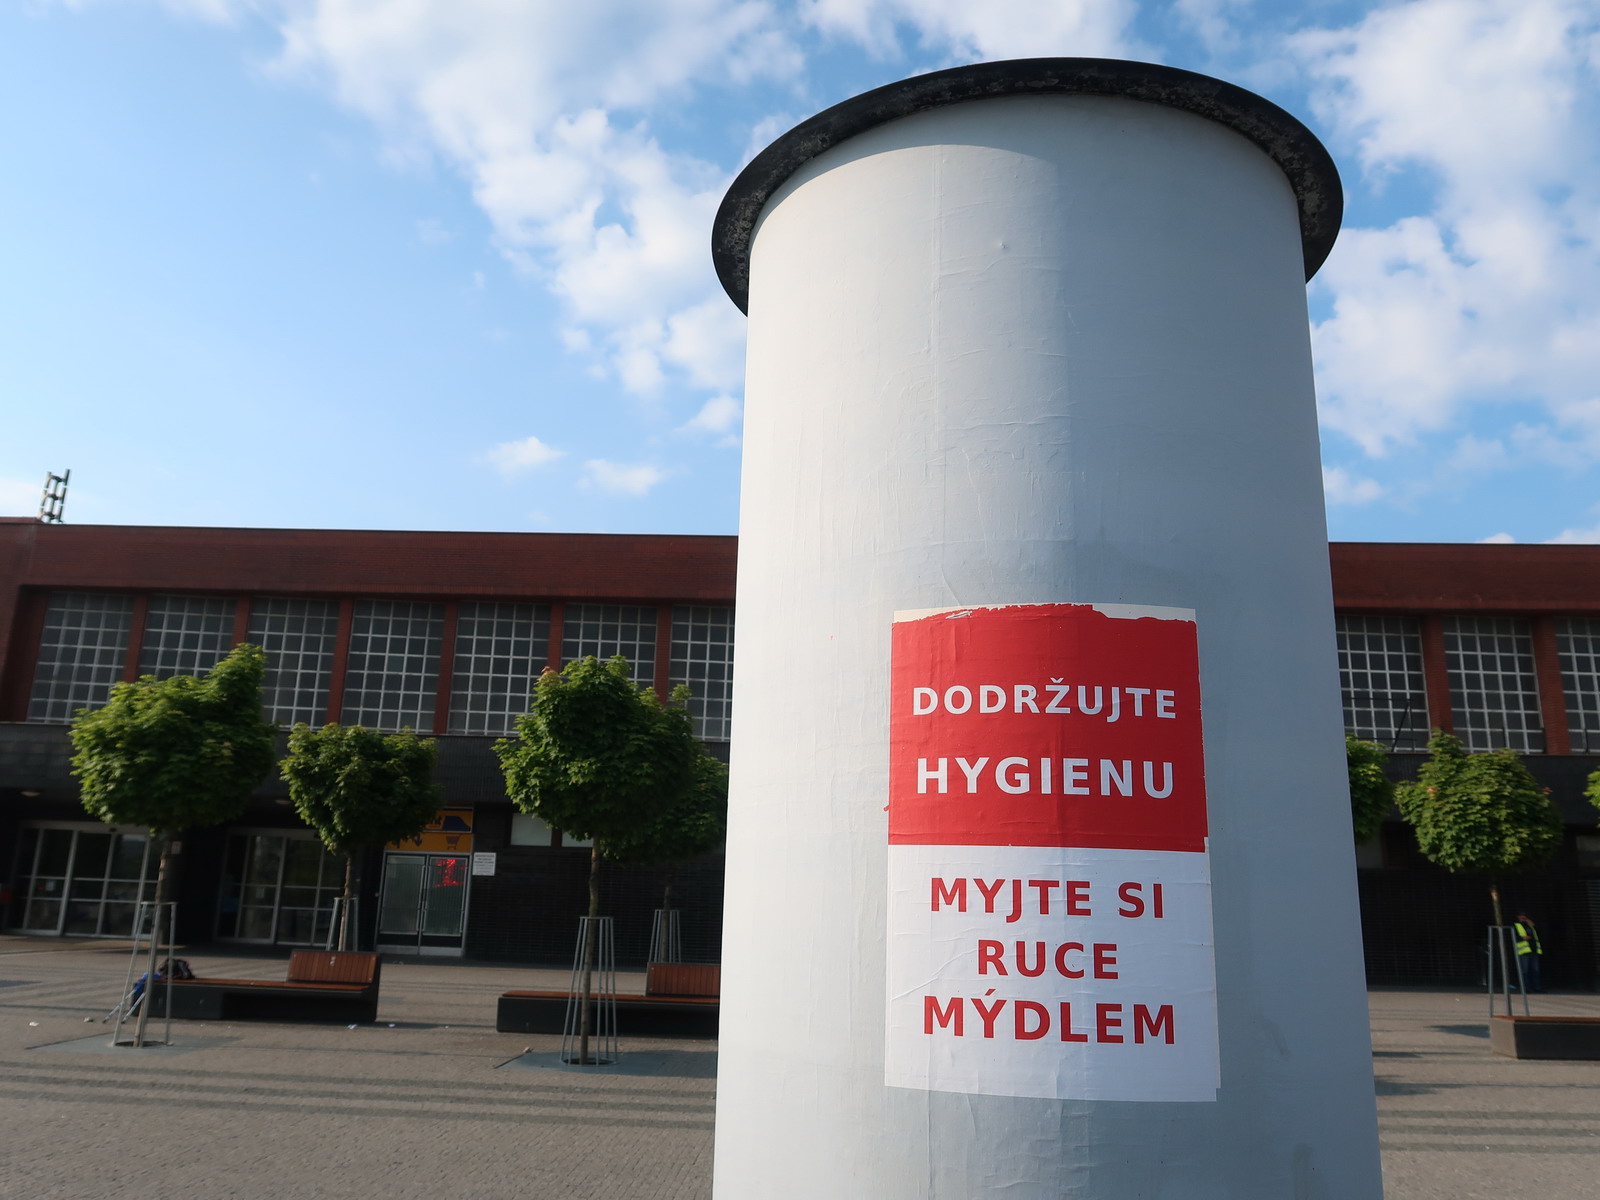 DODRŽUJTE
HYGIENU
MYJTE SI
RUCE
MÝDLEM